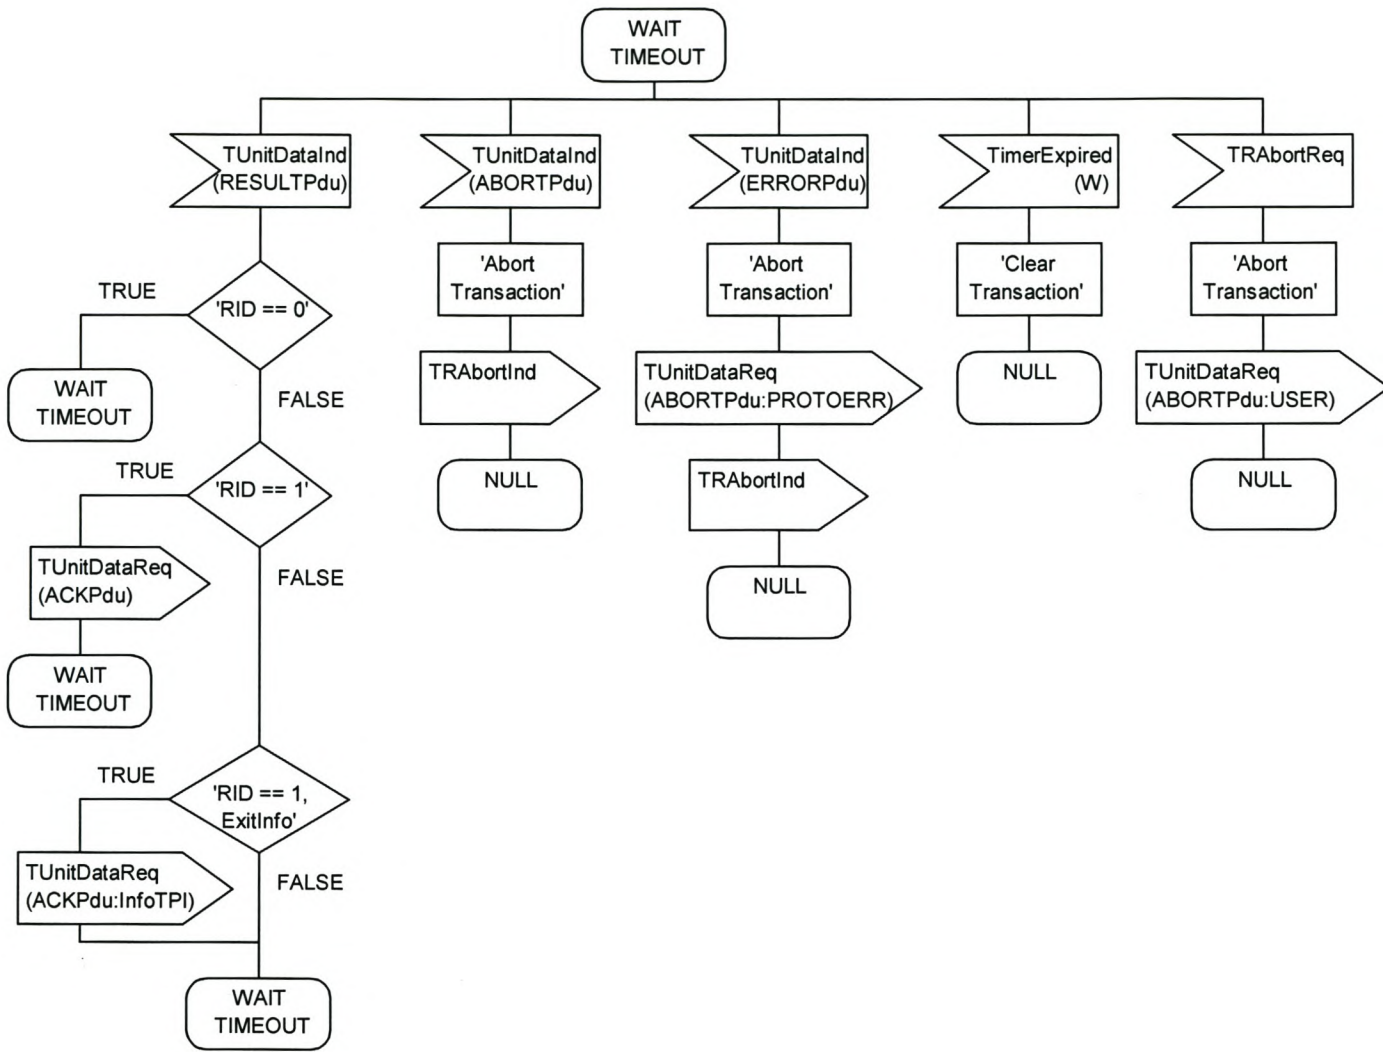 WAIT
TIMEOUT
TUnitDataInd
(RESULTPdu)
TUnitDataInd
(ABORTPdu)
TUnitDataInd
(ERRORPdu)
TimerExpired
(W)
TRAbortReq
'Abort
Transaction'
'Abort
Transaction'
'Clear
Transaction'
'Abort
Transaction'
TRUE
'RID == 0'
WAIT
TIMEOUT
FALSE
TRAbortInd
TUnitDataReq
(ABORTPdu:PROTOERR)
NULL
TUnitDataReq
(ABORTPdu:USER)
TRUE
'RID == 1'
NULL
TRAbortInd
NULL
TUnitDataReq
(ACKPdu)
FALSE
NULL
WAIT
TIMEOUT
TRUE
'RID == 1,
ExitInfo'
TUnitDataReq
(ACKPdu:InfoTPI)
FALSE
WAIT
TIMEOUT